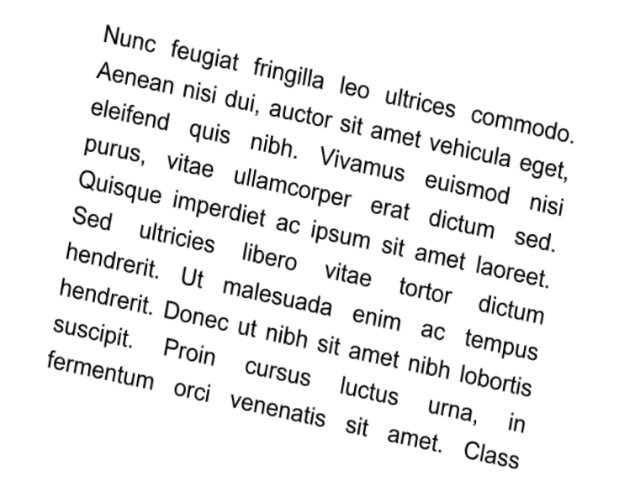 Nunc feugiat fringilla leo ultrices commodo.
Aenean nisi dui, auctor sit amet vehicula eget,
eleifend quis nibh. Vivamus euismod nisi
purus, vitae ullamcorper erat dictum sed.
Quisque imperdiet ac ipsum sit amet laoreet.
Sed ultricies libero vitae tortor dictum
hendrerit. Ut malesuada enim ac tempus
hendrerit. Donec ut nibh sit amet nibh lobortis
suscipit. Proin cursus luctus urna, in
fermentum orci venenatis sit amet. Class